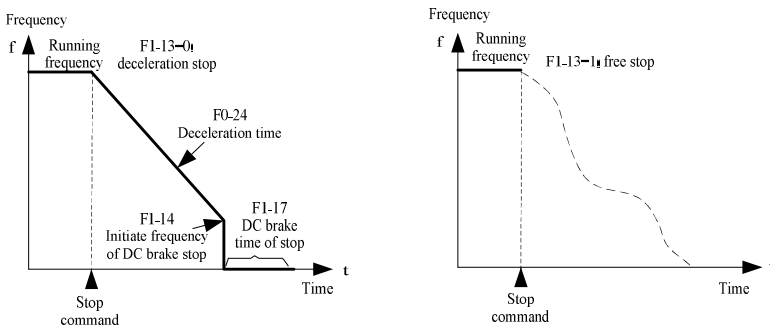 Frequency
f
Running
frequency
F1-13=0:
deceleration stop
F0-24
Deceleration time
F1-14
Initiate frequency
of DC brake stop
F1-17
DC brake
time of stop
t
Time
Stop
command
Frequency
f
Running
frequency
F1-13=1: free stop
Time
Stop
command